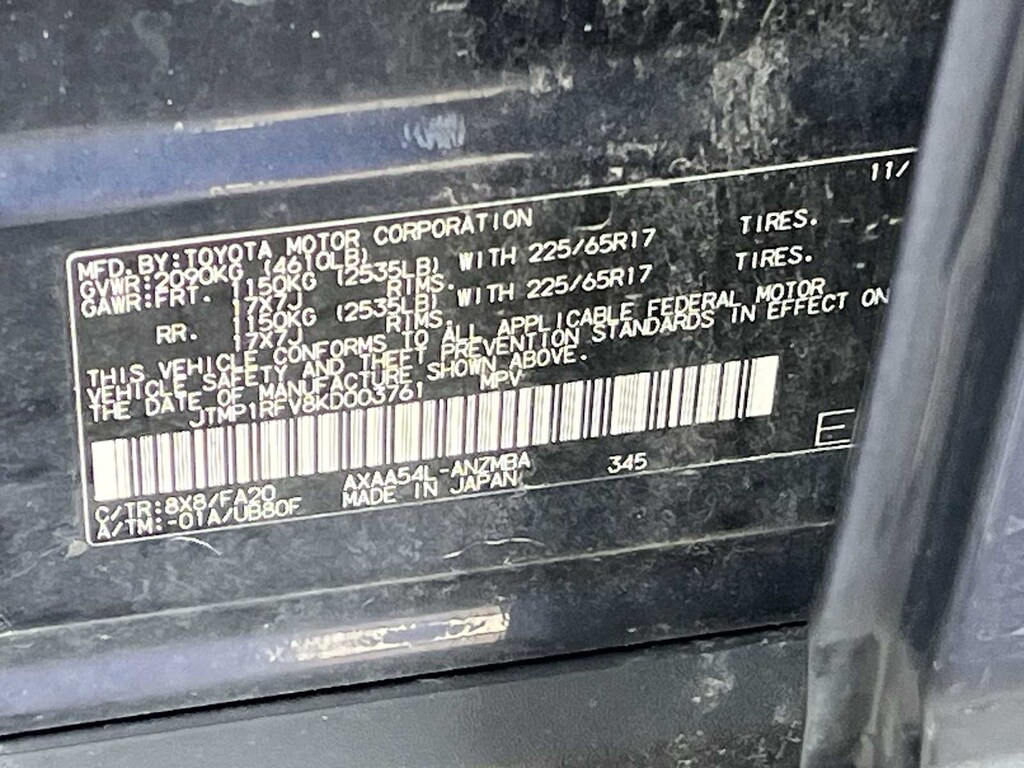 11/
MFD. BY: TOYOTA MOTOR CORPORATION
GVWR: 2090KG (4610LB)
GAWR: FRT. 1150KG (2535LB) WITH 225/65R17 TIRES.
17X7J RIMS.
RR. 1150KG (2535LB) WITH 225/65R17 TIRES.
17X7J RIMS.
THIS VEHICLE CONFORMS TO ALL APPLICABLE FEDERAL MOTOR
VEHICLE SAFETY AND THEFT PREVENTION STANDARDS IN EFFECT ON
THE DATE OF MANUFACTURE SHOWN ABOVE.
JTMP1RFV8KD003761 MPV
C/TR: 8X8/FA20 AXAA54L-ANZMBA 345 E
A/TM: -01A/UB80F MADE IN JAPAN